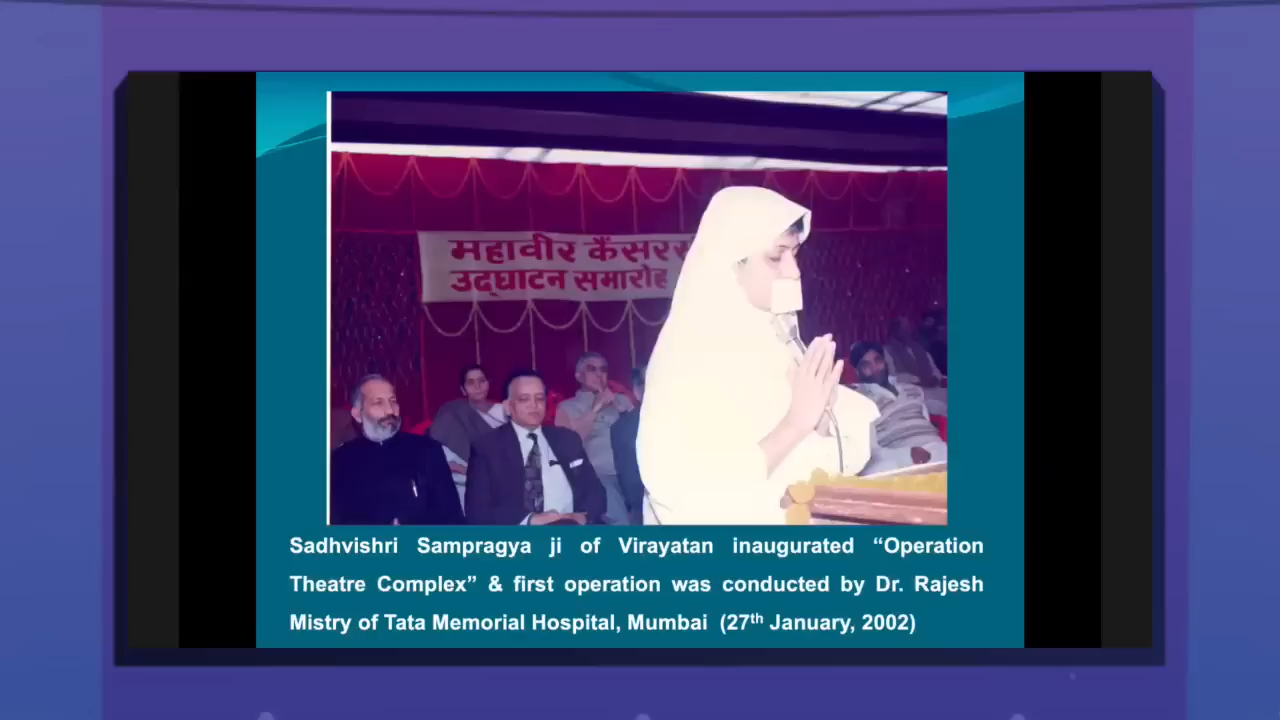 महावीर कैंसर
उद्घाटन समारोह
Sadhvishri Sampragya ji of Virayatan inaugurated “Operation
Theatre Complex” & first operation was conducted by Dr. Rajesh
Mistry of Tata Memorial Hospital, Mumbai (27th January, 2002)